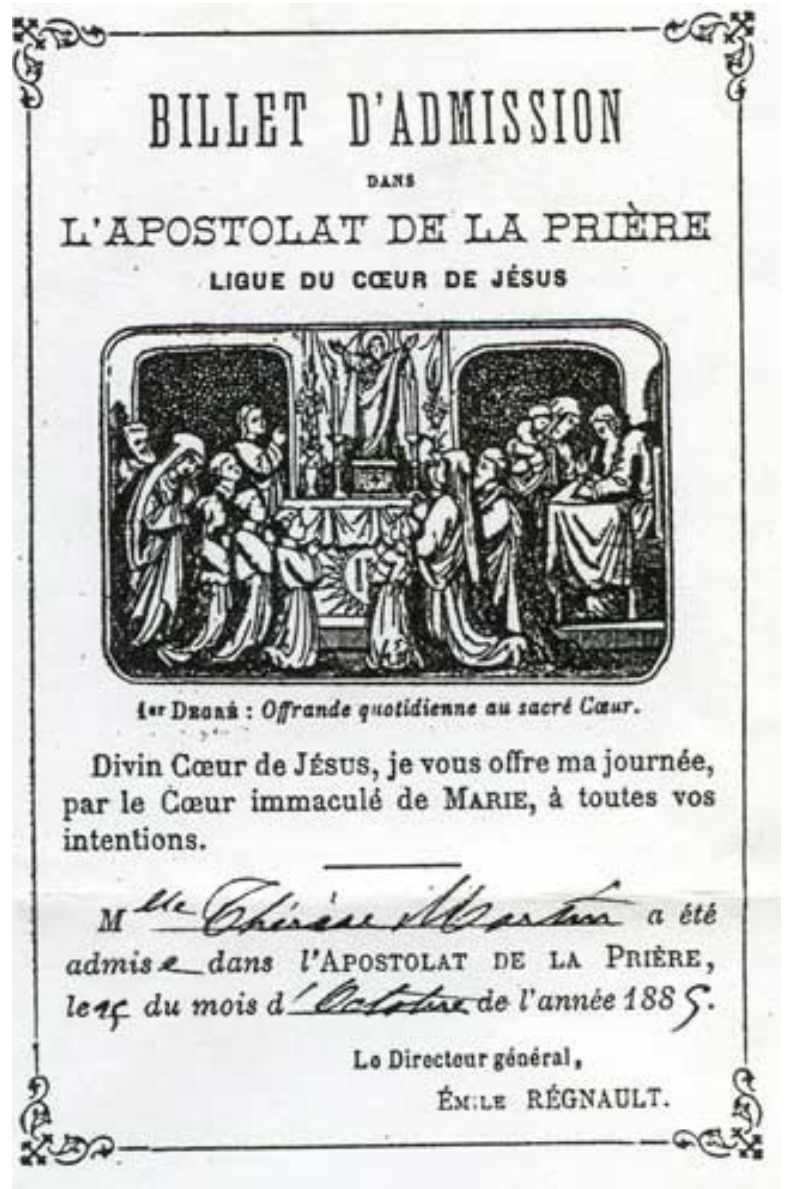 BILLET D'ADMISSION
DANS
L'APOSTOLAT DE LA PRIÈRE
LIGUE DU CŒUR DE JÉSUS
1er DEGRÉ : Offrande quotidienne au sacré Cœur.
Divin Cœur de JÉSUS, je vous offre ma journée,
par le Cœur immaculé de MARIE, à toutes vos
intentions.
Mlle Thérèse Martin a été
admise dans l'APOSTOLAT DE LA PRIÈRE,
le 15 du mois d'Octobre de l'année 1885.
Le Directeur général,
ÉMILE RÉGNAULT.